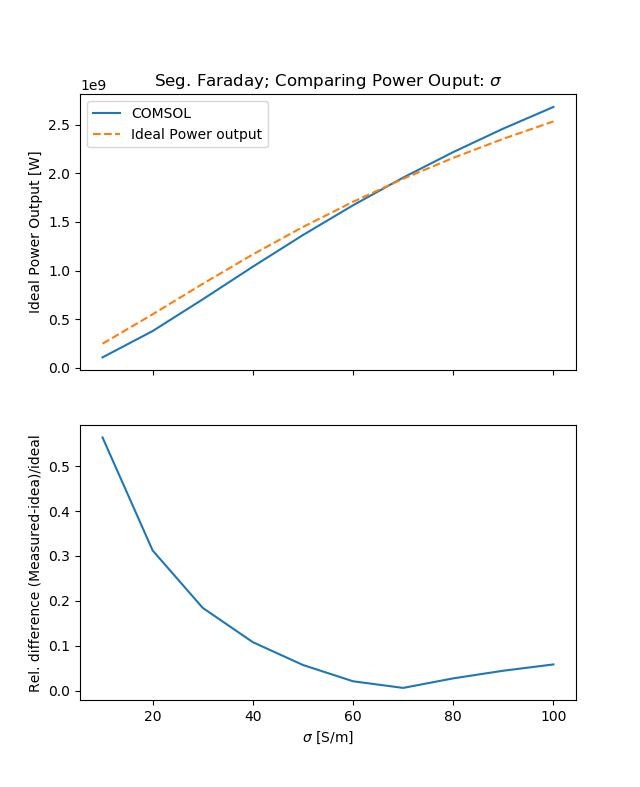 Seg. Faraday; Comparing Power Ouput: σ
1e9
COMSOL
Ideal Power output
Ideal Power Output [W]
2.5
2.0
1.5
1.0
0.5
0.0
Rel. difference (Measured-idea)/ideal
0.5
0.4
0.3
0.2
0.1
0.0
20 40 60 80 100
σ [S/m]